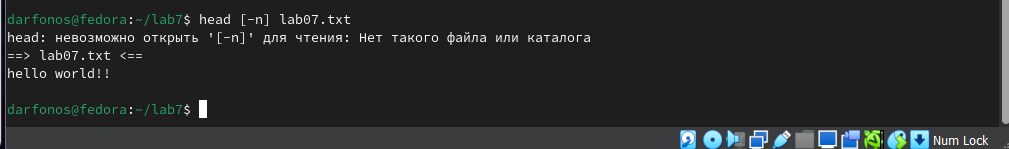 darfonos@fedora:~/lab7$ head [-n] lab07.txt
head: невозможно открыть '[-n]' для чтения: Нет такого файла или каталога
==> lab07.txt <==
hello world!!
darfonos@fedora:~/lab7$
Num Lock